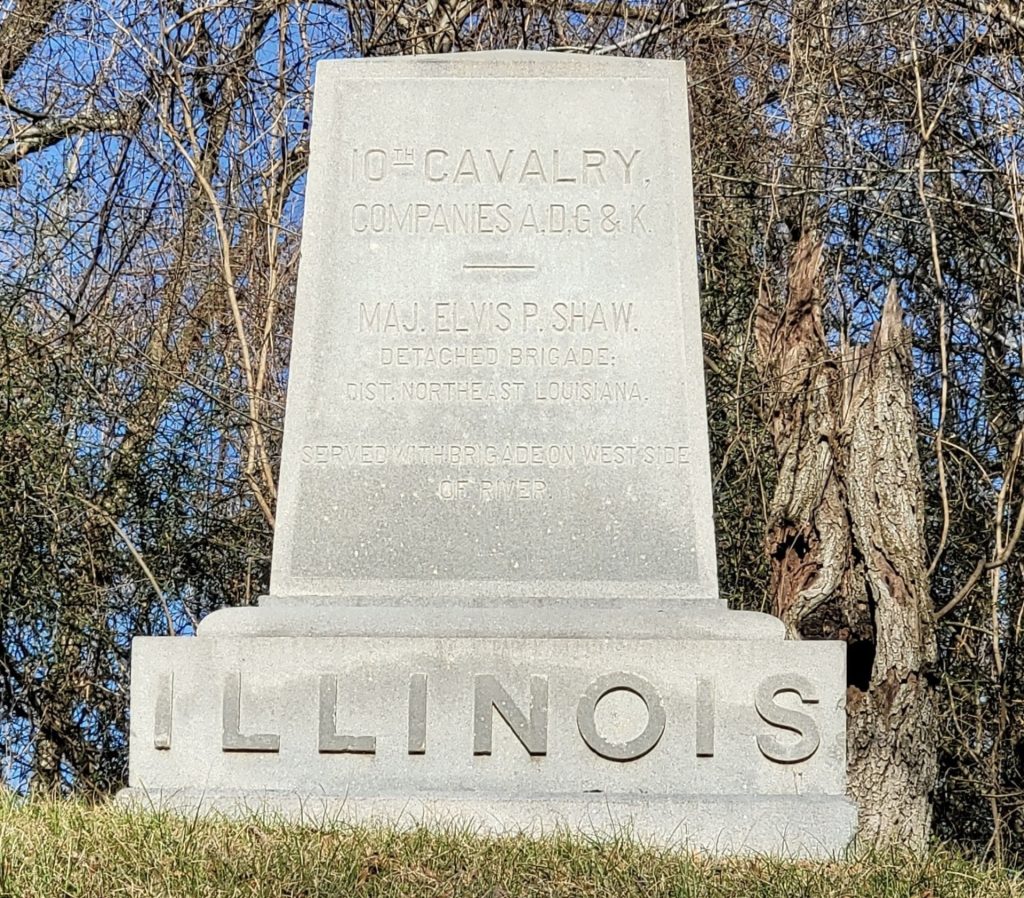 10TH CAVALRY,
COMPANIES A.D.G & K.
MAJ. ELVIS P. SHAW.
DETACHED BRIGADE;
DIST. NORTHEAST LOUISIANA.
SERVED WITH BRIGADE ON WEST SIDE
OF RIVER.
ILLINOIS